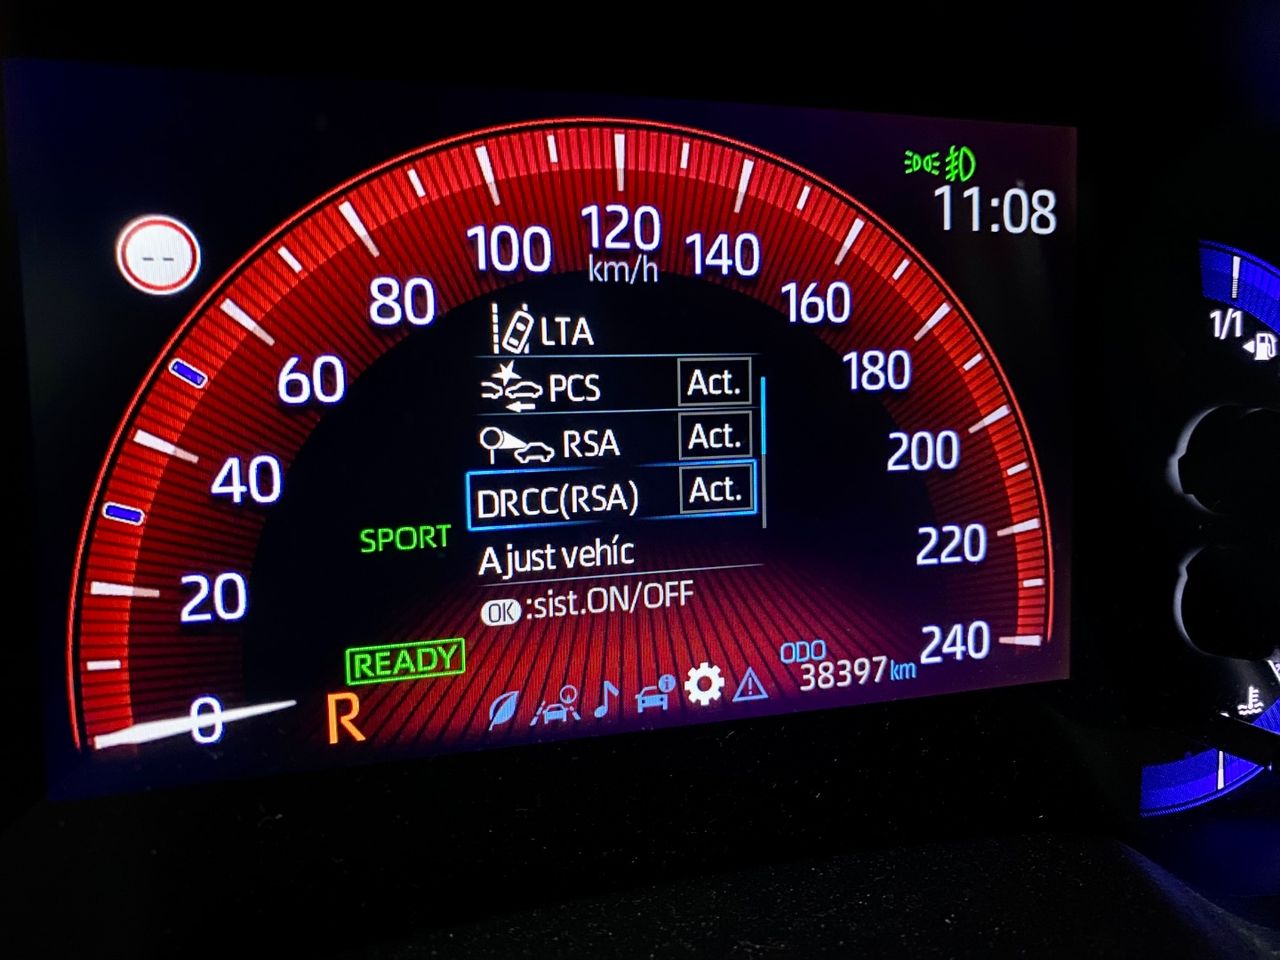 11:08
--
0
20
40
60
80
100
120
140
160
180
200
220
240
km/h
LTA
PCS Act.
RSA Act.
DRCC(RSA) Act.
Ajust vehíc
OK :sist.ON/OFF
SPORT
READY
R
ODO
38397 km
1/1